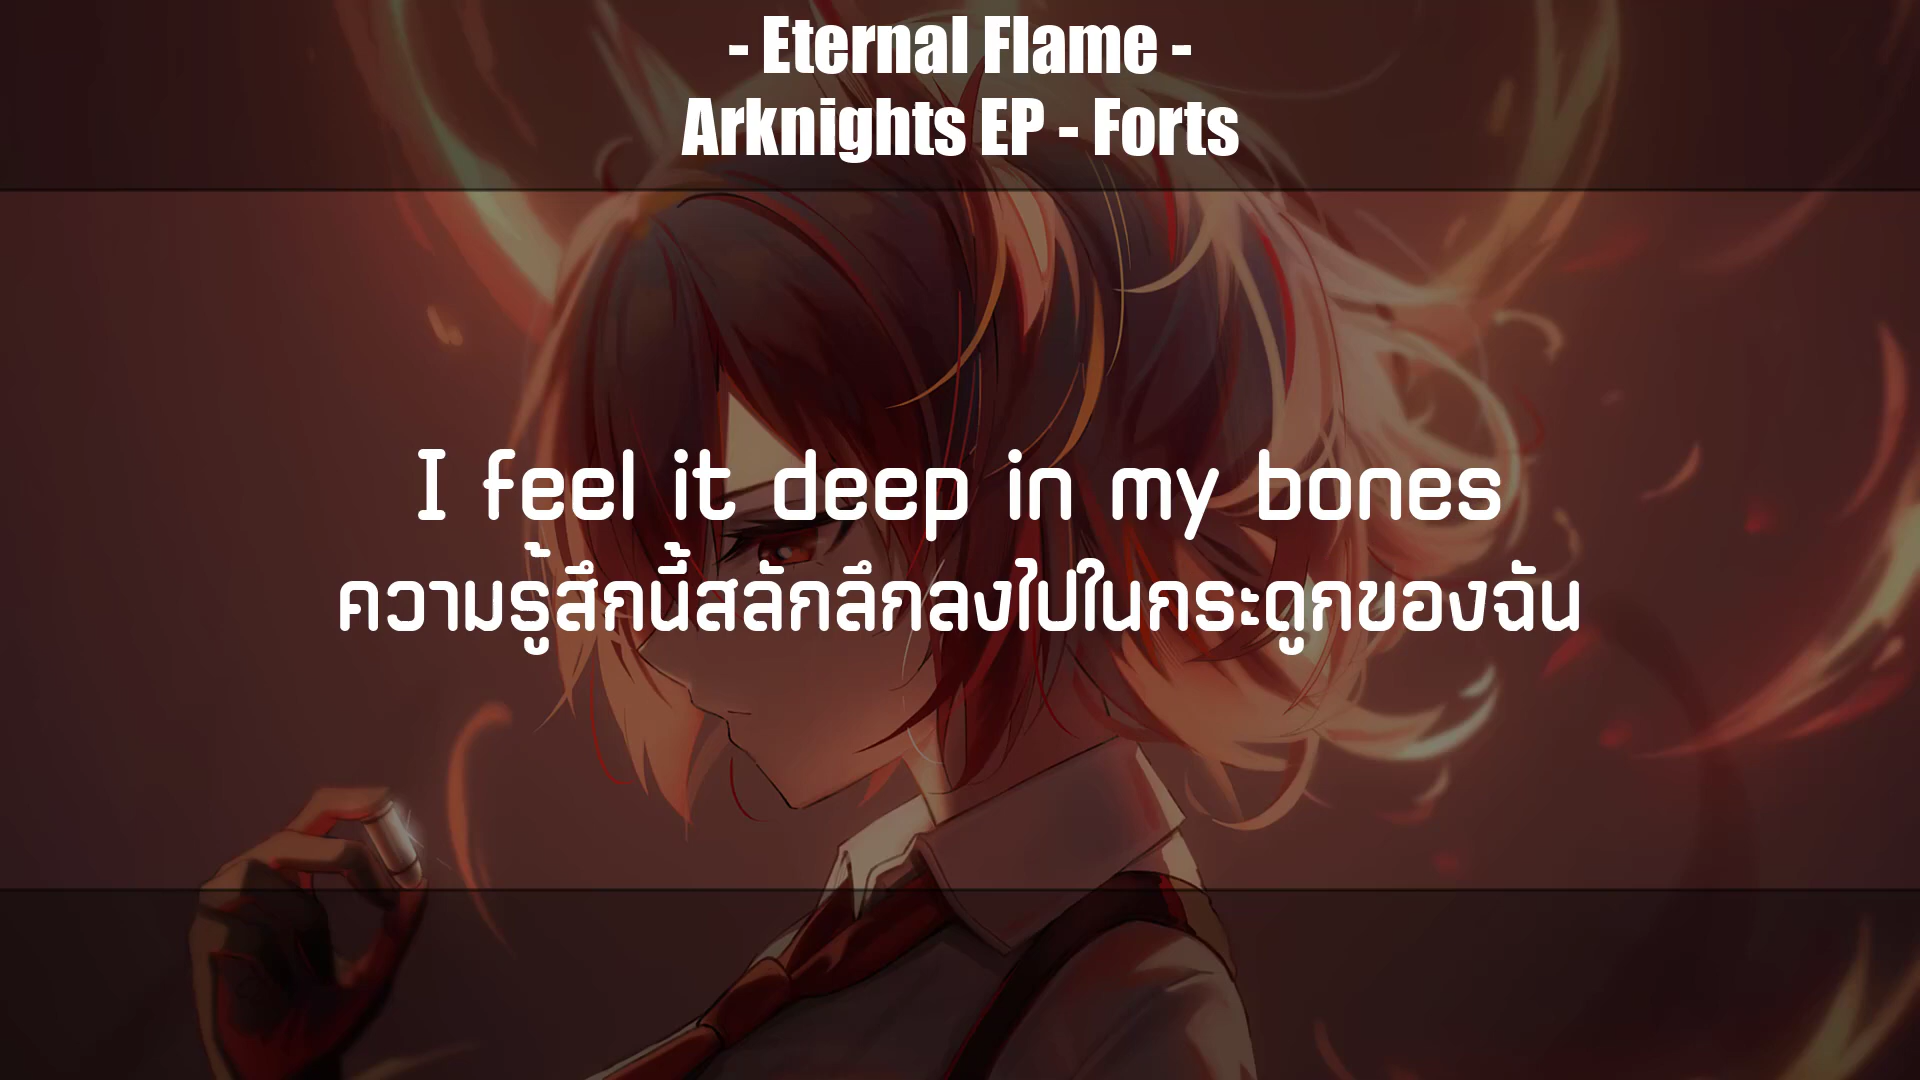 - Eternal Flame -
Arknights EP - Forts
I feel it deep in my bones
ความรู้สึกนี้สลักลึกลงไปในกระดูกของฉัน